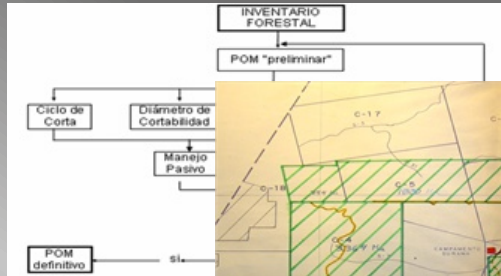 INVENTARIO
FORESTAL
POM "preliminar"
Ciclo de
Corta
Diámetro de
Cortabilidad
Manejo
Pasivo
POM
definitivo
si
C-17
C-18
C-5
C-4
CAMPAMENTO